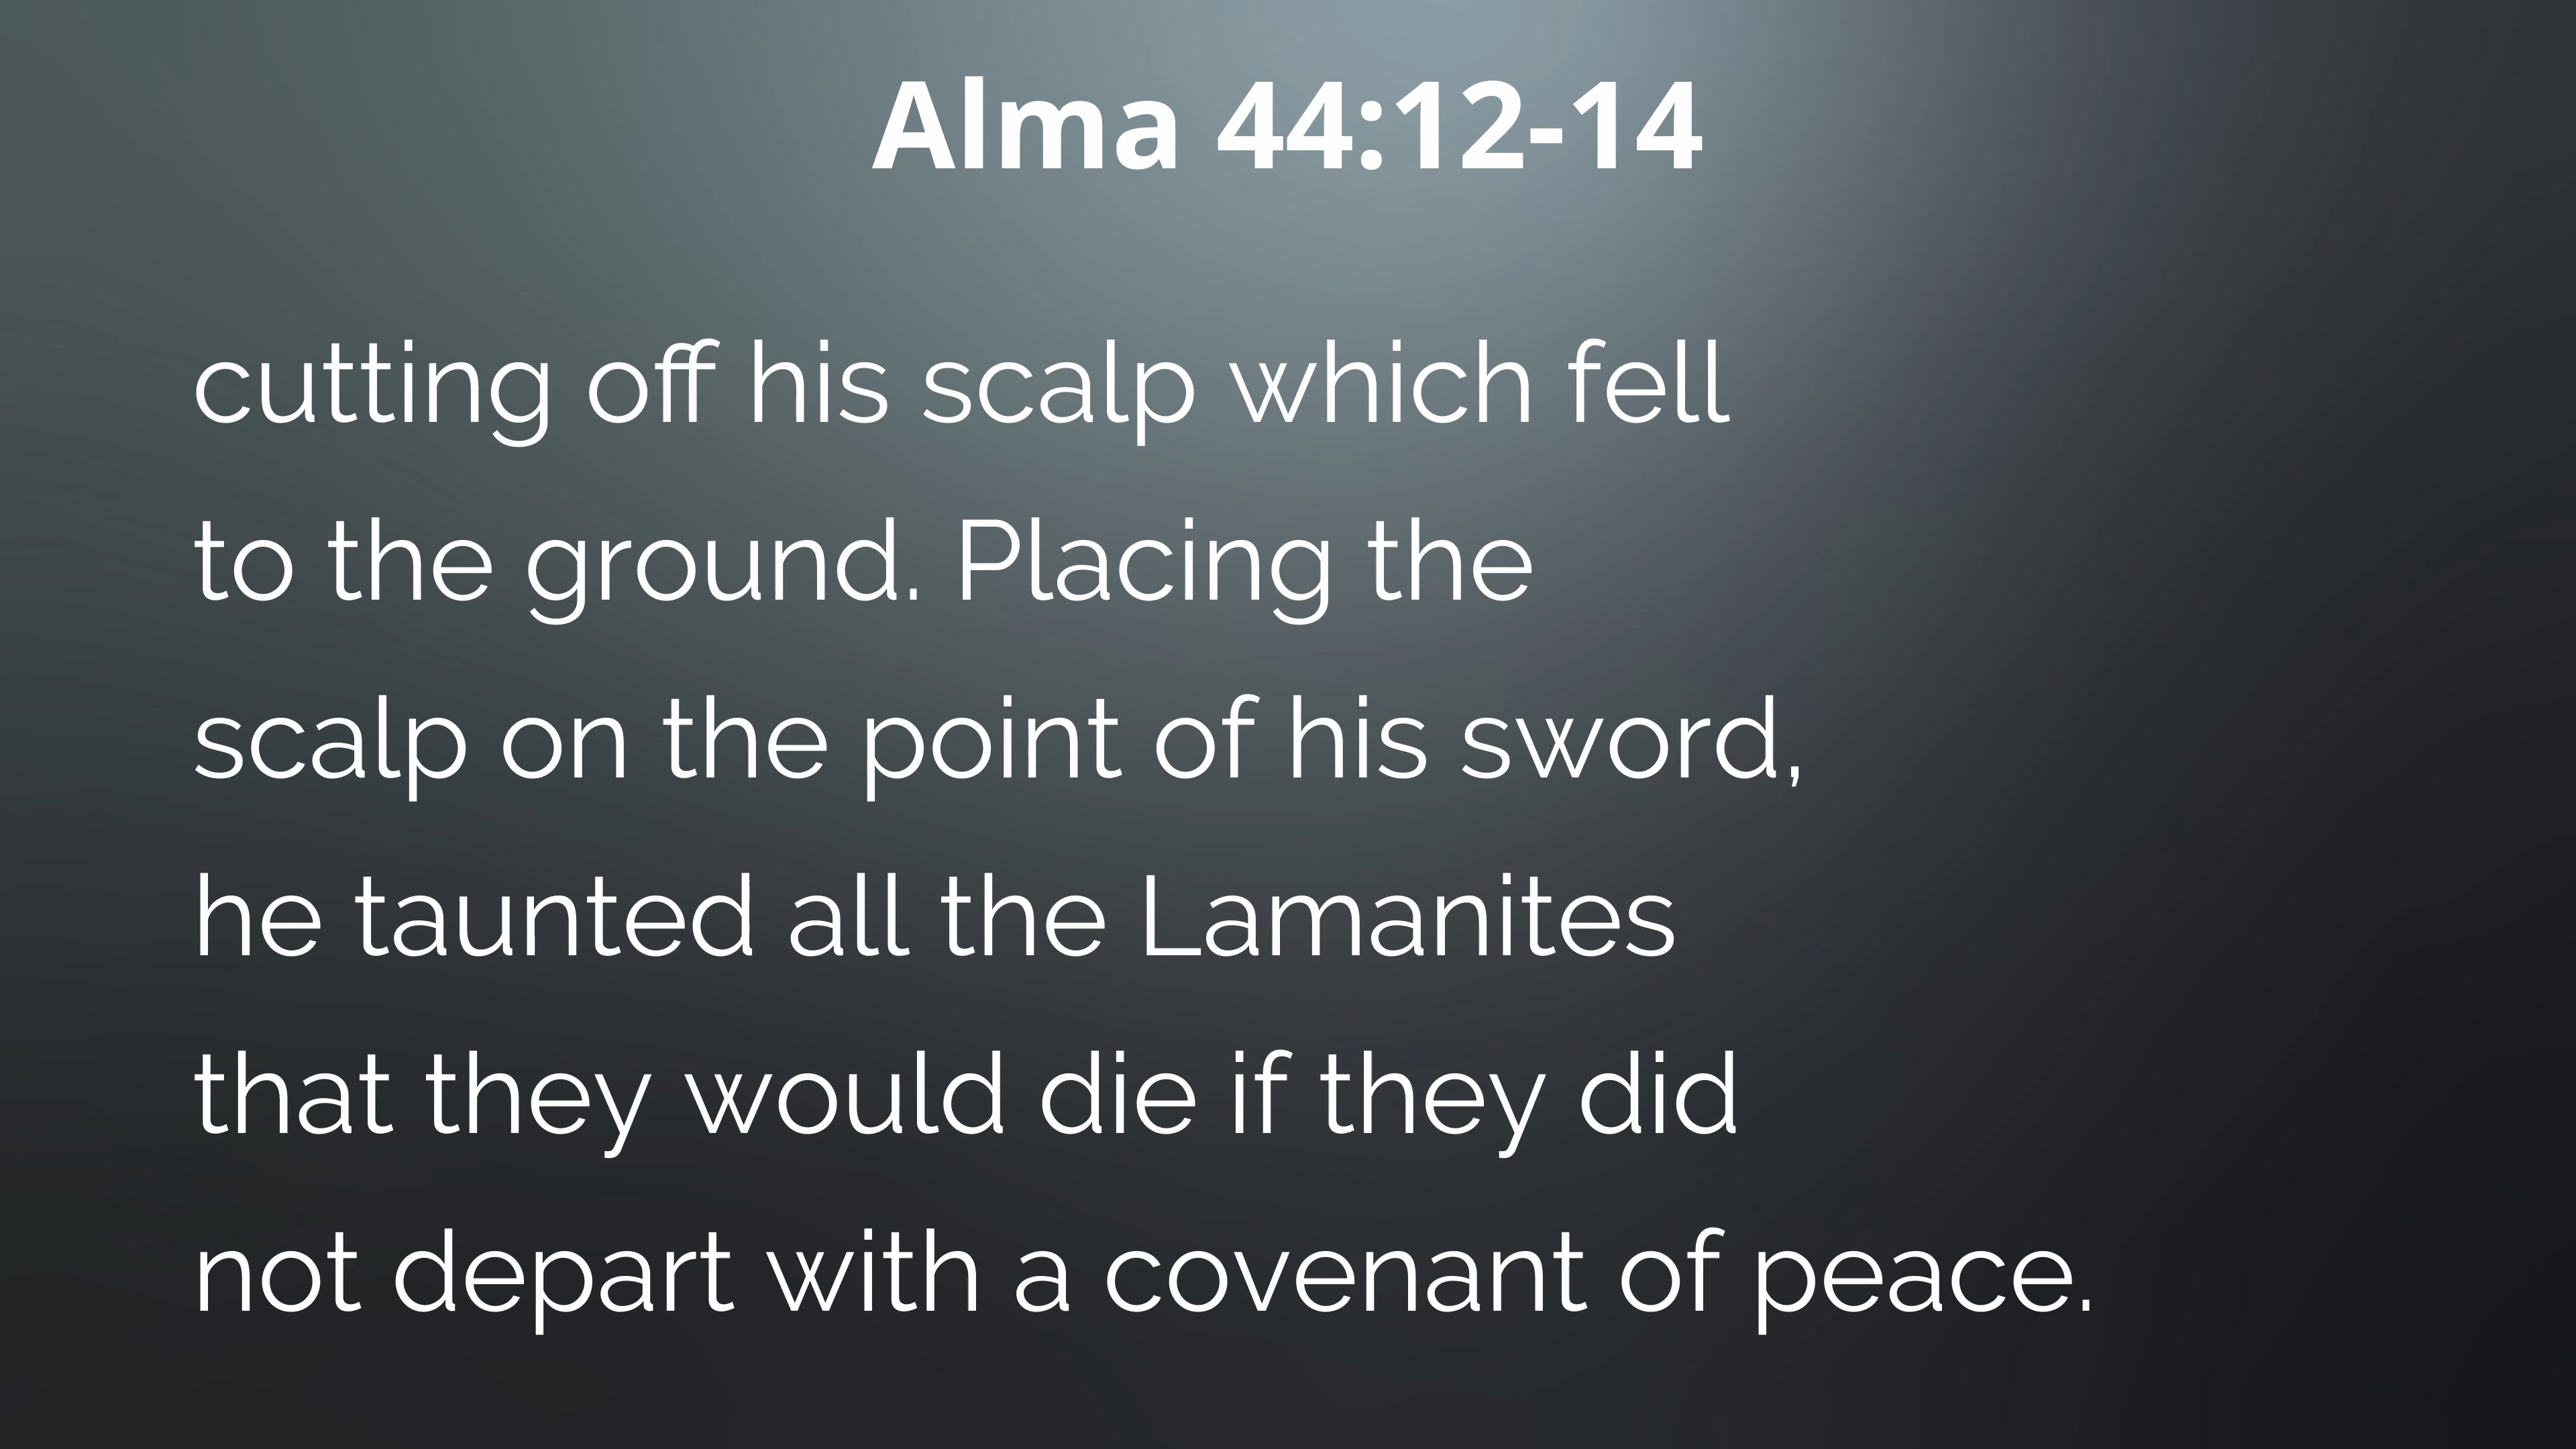 Alma 44:12-14
cutting off his scalp which fell
to the ground. Placing the
scalp on the point of his sword,
he taunted all the Lamanites
that they would die if they did
not depart with a covenant of peace.